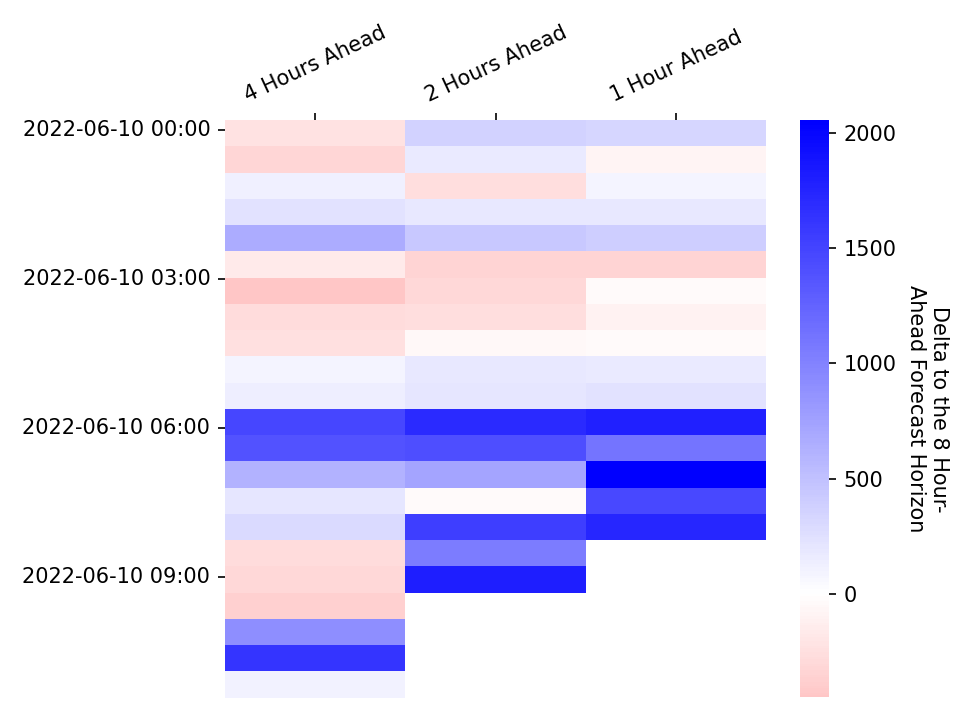 4 Hours Ahead
2 Hours Ahead
1 Hour Ahead
2022-06-10 00:00
2022-06-10 03:00
2022-06-10 06:00
2022-06-10 09:00
2000
1500
1000
500
0
Delta to the 8 Hour-
Ahead Forecast Horizon